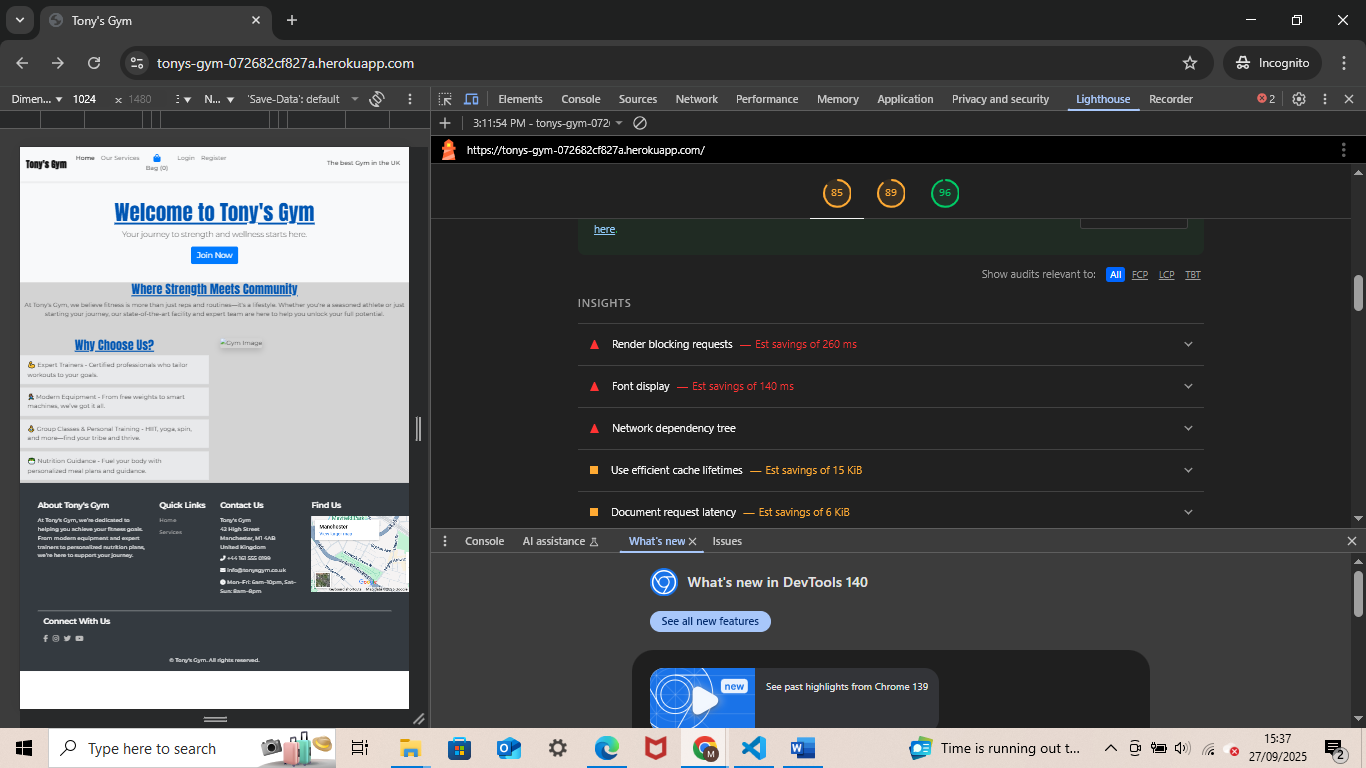 Tony's Gym
tonys-gym-072682cf827a.herokuapp.com
Incognito
Dimen... 1024 x 1480 N... 'Save-Data': default
Elements Console Sources Network Performance Memory Application Privacy and security Lighthouse Recorder 2
3:11:54 PM - tonys-gym-072
https://tonys-gym-072682cf827a.herokuapp.com/
85 89 96
here.
Show audits relevant to: All FCP LCP TBT
INSIGHTS
Render blocking requests — Est savings of 260 ms
Font display — Est savings of 140 ms
Network dependency tree
Use efficient cache lifetimes — Est savings of 15 KiB
Document request latency — Est savings of 6 KiB
Console AI assistance What's new Issues
What's new in DevTools 140
See all new features
new
See past highlights from Chrome 139
Tony's Gym Home Our Services Bag (0) Login Register The best Gym in the UK
Welcome to Tony's Gym
Your journey to strength and wellness starts here.
Join Now
Where Strength Meets Community
At Tony's Gym, we believe fitness is more than just reps and routines—it's a lifestyle. Whether you're a seasoned athlete or just
starting your journey, our state-of-the-art facility and expert team are here to help you unlock your full potential.
Why Choose Us?
Expert Trainers - Certified professionals who tailor
workouts to your goals.
Modern Equipment - From free weights to smart
machines, we've got it all.
Group Classes & Personal Training - HIIT, yoga, spin,
and more—find your tribe and thrive.
Nutrition Guidance - Fuel your body with
personalized meal plans and guidance.
Gym Image
About Tony's Gym
At Tony's Gym, we're dedicated to
helping you achieve your fitness goals.
From modern equipment and expert
trainers to personalized nutrition plans,
we're here to support your journey.
Quick Links
Home
Services
Contact Us
Tony's Gym
42 High Street
Manchester, M1 4AB
United Kingdom
+44 161 555 0199
info@tonysgym.co.uk
Mon–Fri: 6am–10pm, Sat–
Sun: 8am–8pm
Find Us
Manchester
View larger map
Connect With Us
© Tony's Gym. All rights reserved.
Type here to search
Time is running out t...
15:37
27/09/2025
2